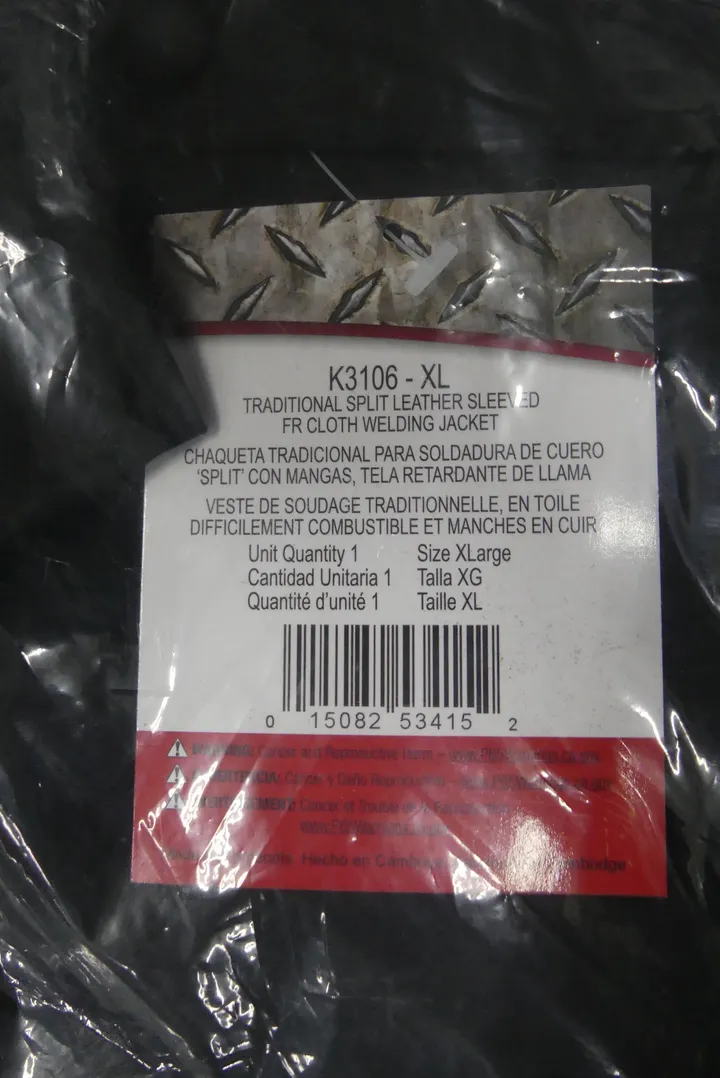 K3106 - XL
TRADITIONAL SPLIT LEATHER SLEEVED
FR CLOTH WELDING JACKET
CHAQUETA TRADICIONAL PARA SOLDADURA DE CUERO
'SPLIT' CON MANGAS, TELA RETARDANTE DE LLAMA
VESTE DE SOUDAGE TRADITIONNELLE, EN TOILE
DIFFICILEMENT COMBUSTIBLE ET MANCHES EN CUIR
Unit Quantity 1 Size XLarge
Cantidad Unitaria 1 Talla XG
Quantité d'unité 1 Taille XL
0 15082 53415 2
WARNING: Cancer and Reproductive Harm –
Cáncer y Daño Reproductivo –
Cancer et Trouble de
Hecho en